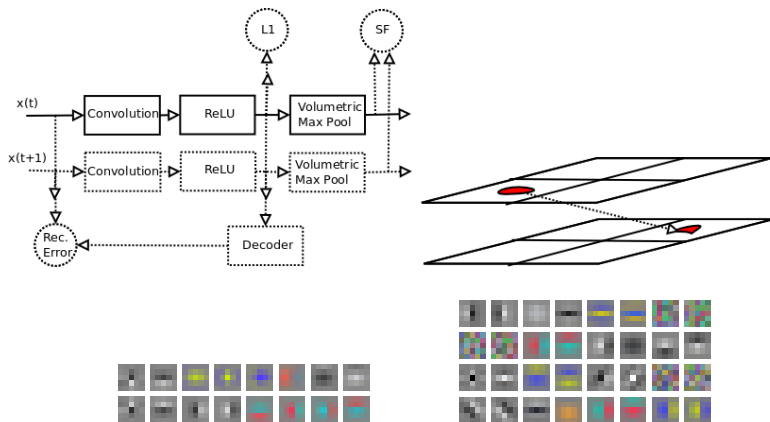 L1
SF
x(t)
Convolution
ReLU
Volumetric
Max Pool
x(t+1)
Convolution
ReLU
Volumetric
Max Pool
Rec.
Error
Decoder